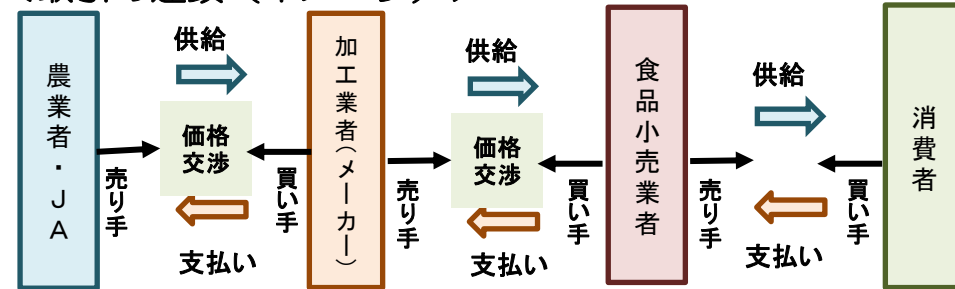 農業者・JA
供給
価格
交渉
売り手
買い手
支払い
加工業者（メーカー）
供給
価格
交渉
売り手
買い手
支払い
食品小売業者
供給
売り手
買い手
支払い
消費者